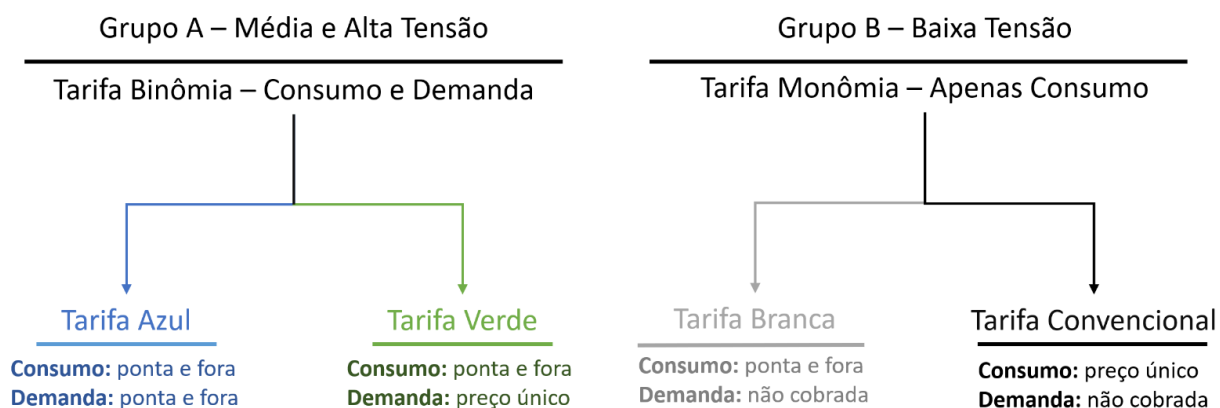 Grupo A – Média e Alta Tensão
Tarifa Binômia – Consumo e Demanda
Tarifa Azul
Consumo: ponta e fora
Demanda: ponta e fora
Tarifa Verde
Consumo: ponta e fora
Demanda: preço único
Grupo B – Baixa Tensão
Tarifa Monômia – Apenas Consumo
Tarifa Branca
Consumo: ponta e fora
Demanda: não cobrada
Tarifa Convencional
Consumo: preço único
Demanda: não cobrada